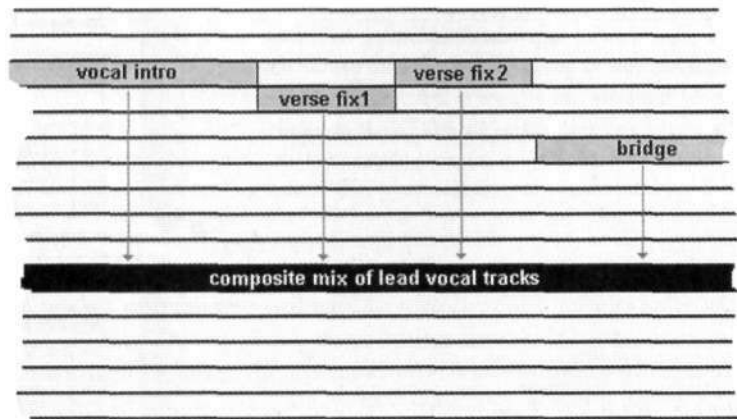 vocal intro
verse fix2
verse fix1
bridge
composite mix of lead vocal tracks